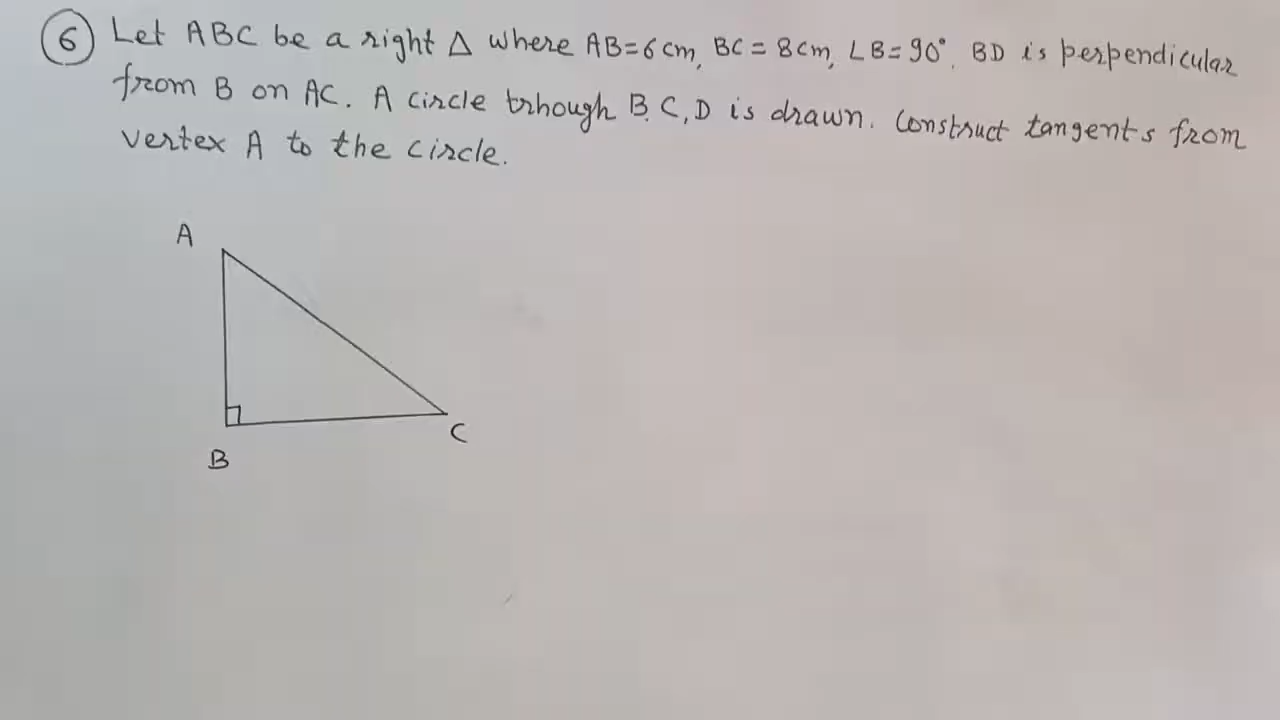 6 Let ABC be a right Δ where AB=6cm, BC=8cm, ∠B=90°. BD is perpendicular
from B on AC. A circle trhough B, C, D is drawn. Construct tangents from
vertex A to the circle.
A
C
B